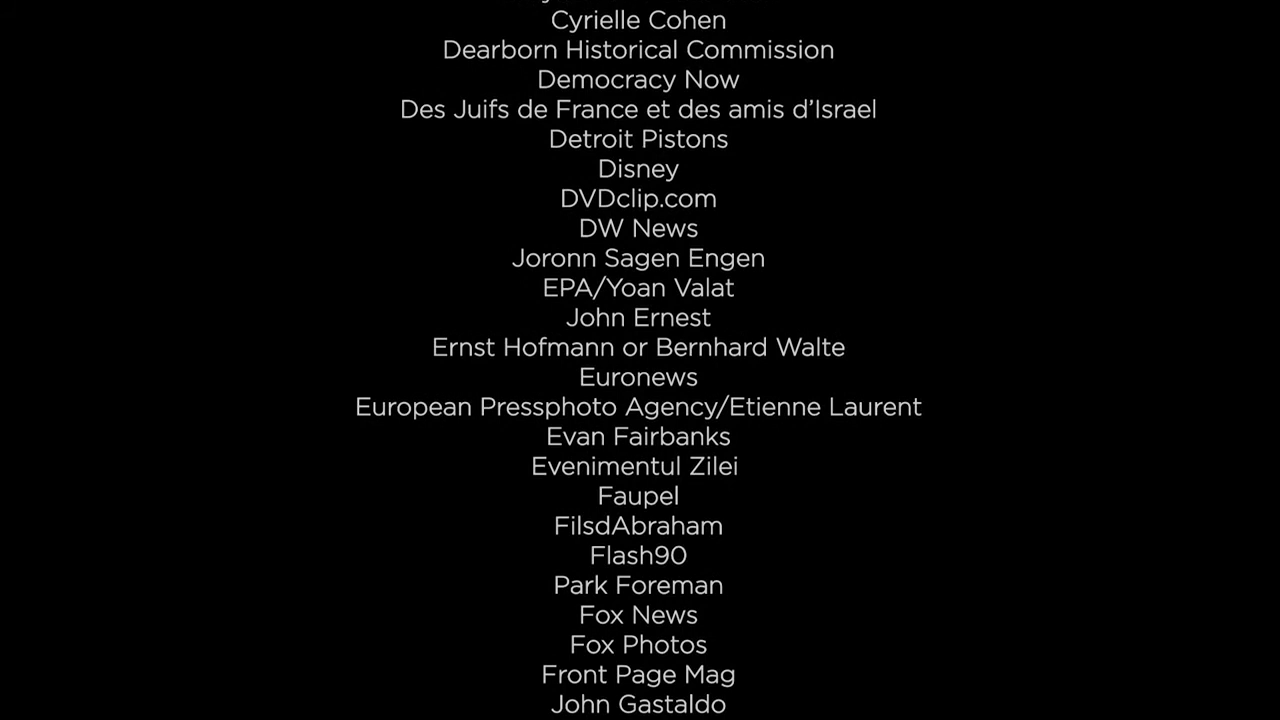 Cyrielle Cohen
Dearborn Historical Commission
Democracy Now
Des Juifs de France et des amis d’Israel
Detroit Pistons
Disney
DVDclip.com
DW News
Joronn Sagen Engen
EPA/Yoan Valat
John Ernest
Ernst Hofmann or Bernhard Walte
Euronews
European Pressphoto Agency/Etienne Laurent
Evan Fairbanks
Evenimentul Zilei
Faupel
FilsdAbraham
Flash90
Park Foreman
Fox News
Fox Photos
Front Page Mag
John Gastaldo